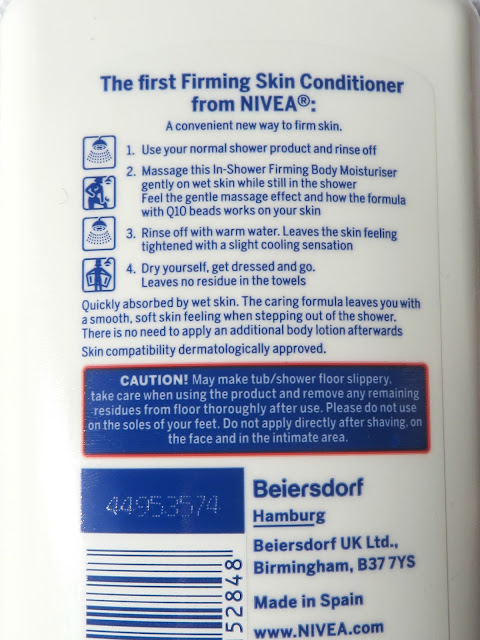 The first Firming Skin Conditioner
from NIVEA®:
A convenient new way to firm skin.
1. Use your normal shower product and rinse off
2. Massage this In-Shower Firming Body Moisturiser
gently on wet skin while still in the shower
Feel the gentle massage effect and how the formula
with Q10 beads works on your skin
3. Rinse off with warm water. Leaves the skin feeling
tightened with a slight cooling sensation
4. Dry yourself, get dressed and go.
Leaves no residue in the towels
Quickly absorbed by wet skin. The caring formula leaves you with
a smooth, soft skin feeling when stepping out of the shower.
There is no need to apply an additional body lotion afterwards
Skin compatibility dermatologically approved.
CAUTION! May make tub/shower floor slippery,
take care when using the product and remove any remaining
residues from floor thoroughly after use. Please do not use
on the soles of your feet. Do not apply directly after shaving, on
the face and in the intimate area.
44953574
52848
Beiersdorf
Hamburg
Beiersdorf UK Ltd.,
Birmingham, B37 7YS
Made in Spain
www.NIVEA.com